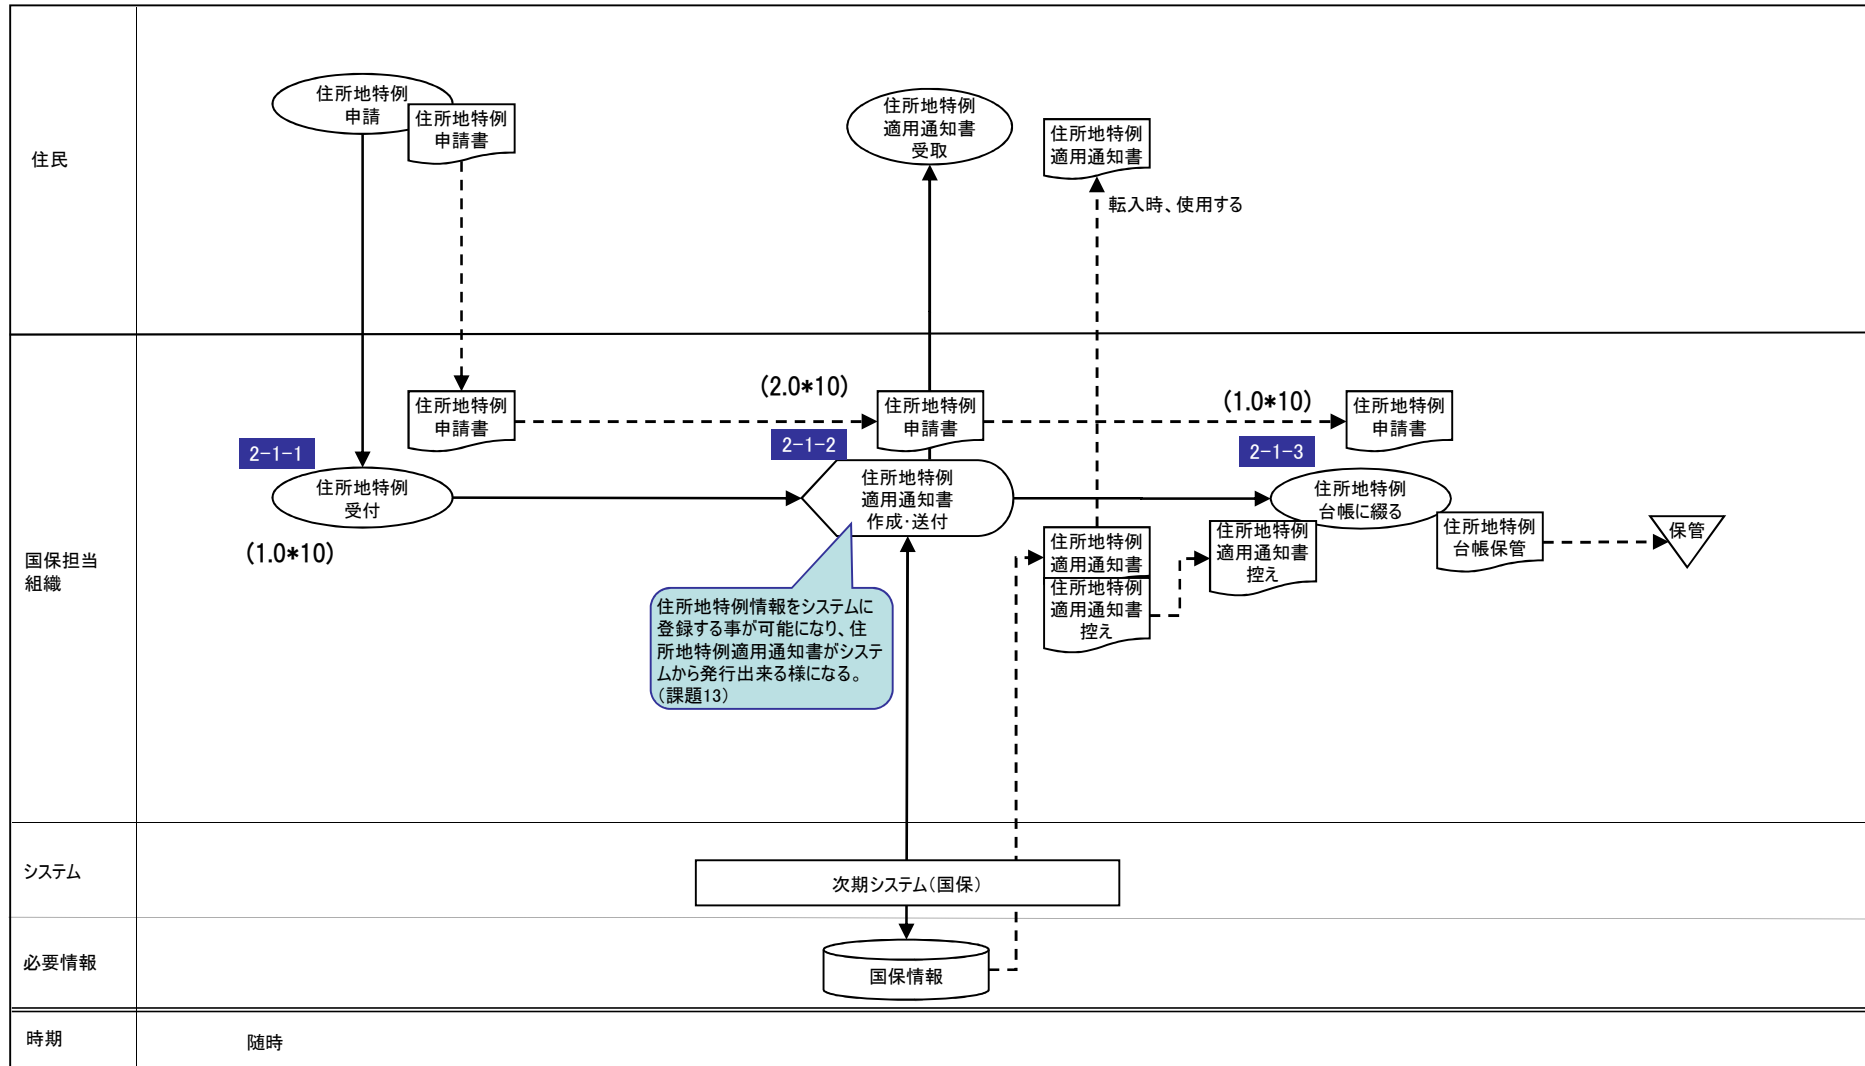 住民
住所地特例
申請
住所地特例
申請書
住所地特例
適用通知書
受取
住所地特例
適用通知書
転入時、使用する
国保担当
組織
住所地特例
申請書
(2.0*10)
住所地特例
申請書
(1.0*10)
住所地特例
申請書
2-1-1
2-1-2
2-1-3
住所地特例
受付
(1.0*10)
住所地特例
適用通知書
作成・送付
住所地特例
台帳に綴る
住所地特例
適用通知書
住所地特例
適用通知書
控え
住所地特例
適用通知書
控え
住所地特例
台帳保管
保管
住所地特例情報をシステムに
登録する事が可能になり、住
所地特例適用通知書がシステ
ムから発行出来る様になる。
(課題13)
システム
次期システム(国保)
必要情報
国保情報
時期
随時